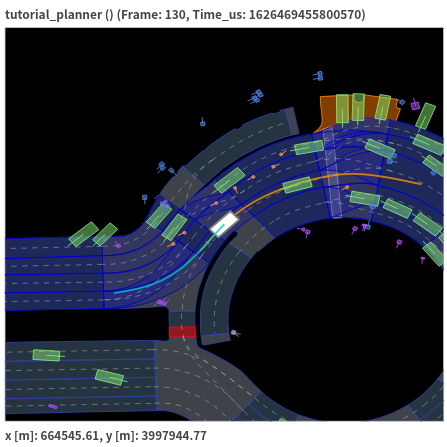 tutorial_planner () (Frame: 130, Time_us: 1626469455800570)
x [m]: 664545.61, y [m]: 3997944.77